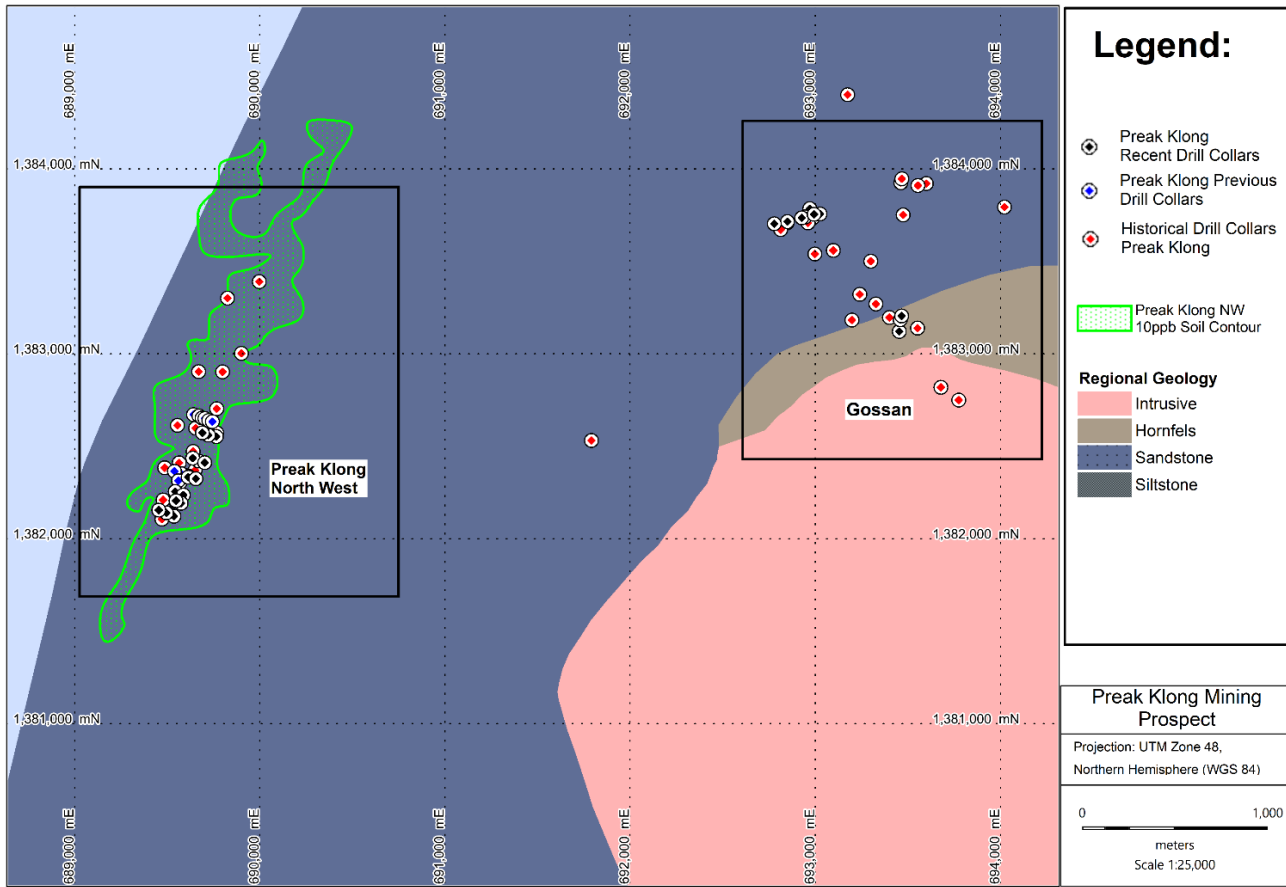 689,000 mE
690,000 mE
691,000 mE
692,000 mE
693,000 mE
694,000 mE
1,384,000 mN
1,384,000 mN
1,383,000 mN
1,383,000 mN
Gossan
Preak Klong
North West
1,382,000 mN
1,382,000 mN
1,381,000 mN
1,381,000 mN
689,000 mE
690,000 mE
691,000 mE
692,000 mE
693,000 mE
694,000 mE
Legend:
Preak Klong
Recent Drill Collars
Preak Klong Previous
Drill Collars
Historical Drill Collars
Preak Klong
Preak Klong NW
10ppb Soil Contour
Regional Geology
Intrusive
Hornfels
Sandstone
Siltstone
Preak Klong Mining
Prospect
Projection: UTM Zone 48,
Northern Hemisphere (WGS 84)
0 1,000
meters
Scale 1:25,000